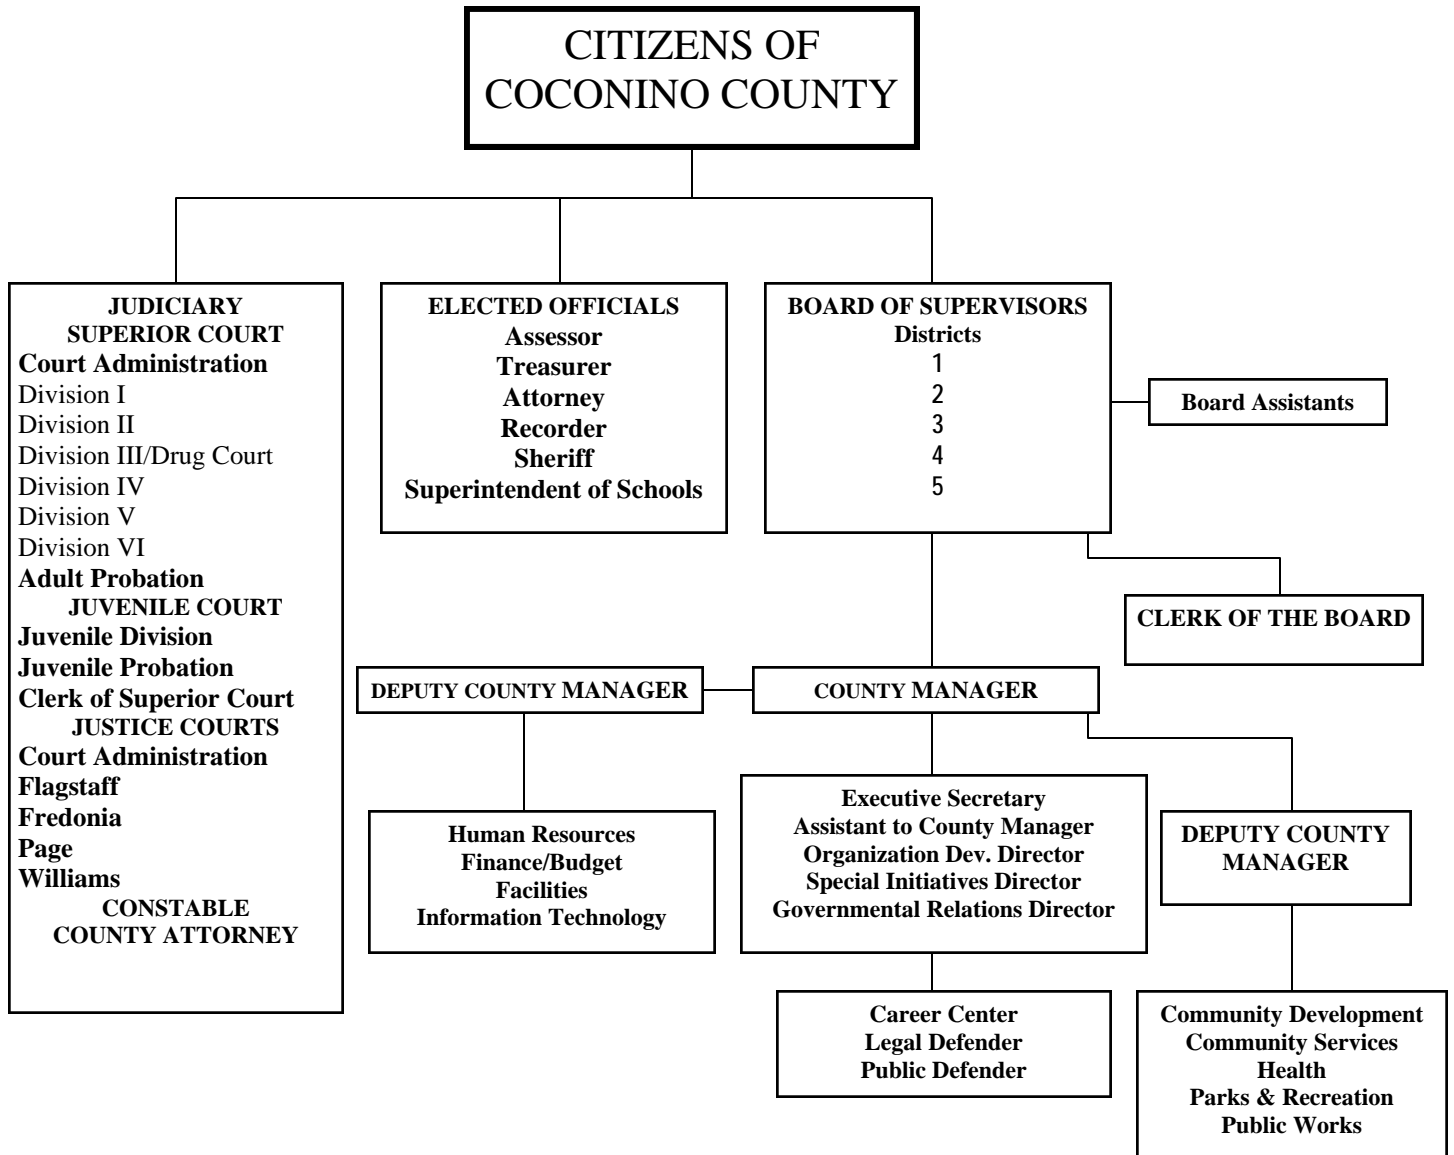 CITIZENS OF
COCONINO COUNTY
JUDICIARY
SUPERIOR COURT
Court Administration
Division I
Division II
Division III/Drug Court
Division IV
Division V
Division VI
Adult Probation
JUVENILE COURT
Juvenile Division
Juvenile Probation
Clerk of Superior Court
JUSTICE COURTS
Court Administration
Flagstaff
Fredonia
Page
Williams
CONSTABLE
COUNTY ATTORNEY
ELECTED OFFICIALS
Assessor
Treasurer
Attorney
Recorder
Sheriff
Superintendent of Schools
BOARD OF SUPERVISORS
Districts
1
2
3
4
5
Board Assistants
CLERK OF THE BOARD
DEPUTY COUNTY MANAGER
COUNTY MANAGER
Human Resources
Finance/Budget
Facilities
Information Technology
Executive Secretary
Assistant to County Manager
Organization Dev. Director
Special Initiatives Director
Governmental Relations Director
DEPUTY COUNTY
MANAGER
Career Center
Legal Defender
Public Defender
Community Development
Community Services
Health
Parks & Recreation
Public Works